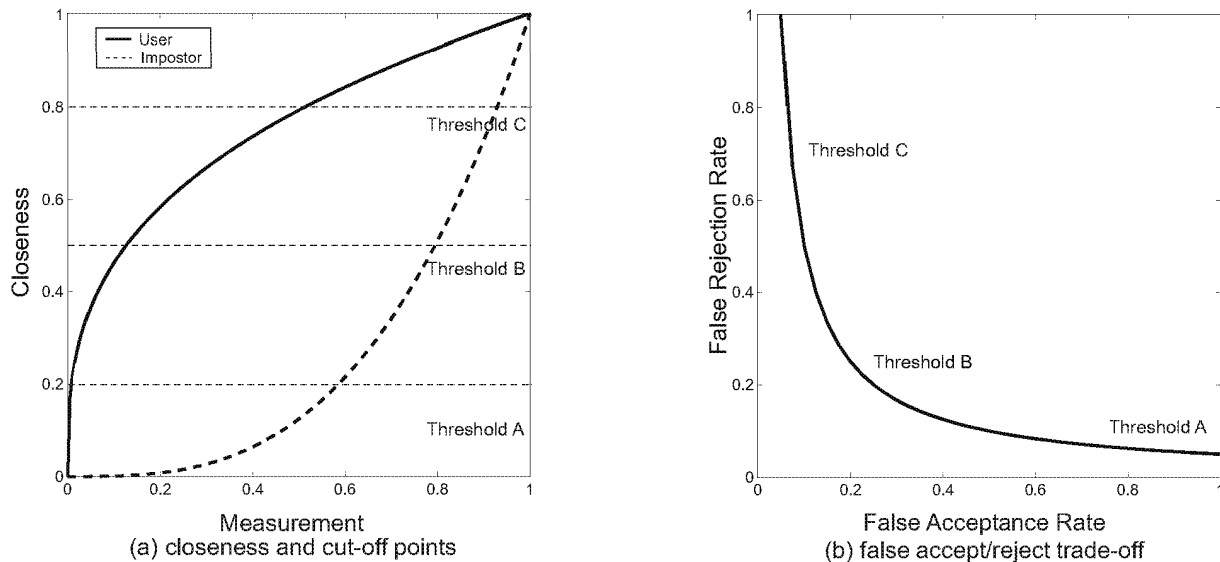 1
0.8
0.6
0.4
0.2
0
0
0.2
0.4
0.6
0.8
1
Closeness
User
Impostor
Threshold C
Threshold B
Threshold A
Measurement
(a) closeness and cut-off points
1
0.8
0.6
0.4
0.2
0
0
0.2
0.4
0.6
0.8
1
False Rejection Rate
Threshold C
Threshold B
Threshold A
False Acceptance Rate
(b) false accept/reject trade-off